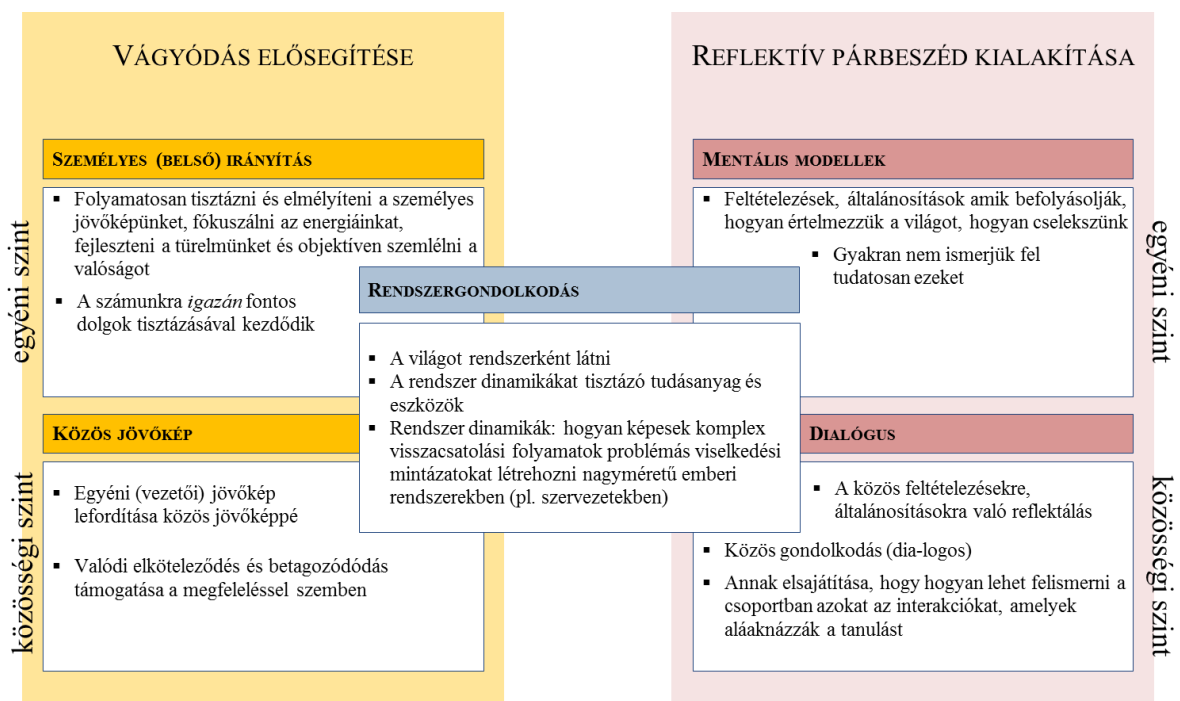 VÁGYÓDÁS ELŐSEGÍTÉSE
SZEMÉLYES (BELSŐ) IRÁNYÍTÁS
▪ Folyamatosan tisztázni és elmélyíteni a személyes
jövőképünket, fókuszálni az energiáinkat,
fejleszteni a türelmünket és objektíven szemlélni a
valóságot
▪ A számunkra igazán fontos
dolgok tisztázásával kezdődik
egyéni szint
KÖZÖS JÖVŐKÉP
▪ Egyéni (vezetői) jövőkép
lefordítása közös jövőképpé
▪ Valódi elköteleződés és betagozódódás
támogatása a megfeleléssel szemben
közösségi szint
RENDSZERGONDOLKODÁS
▪ A világot rendszerként látni
▪ A rendszer dinamikákat tisztázó tudásanyag és
eszközök
▪ Rendszer dinamikák: hogyan képesek komplex
visszacsatolási folyamatok problémás viselkedési
mintázatokat létrehozni nagyméretű emberi
rendszerekben (pl. szervezetekben)
REFLEKTÍV PÁRBESZÉD KIALAKÍTÁSA
MENTÁLIS MODELLEK
▪ Feltételezések, általánosítások amik befolyásolják,
hogyan értelmezzük a világot, hogyan cselekszünk
▪ Gyakran nem ismerjük fel
tudatosan ezeket
egyéni szint
DIALÓGUS
▪ A közös feltételezésekre,
általánosításokra való reflektálás
▪ Közös gondolkodás (dia-logos)
▪ Annak elsajátítása, hogy hogyan lehet felismerni a
csoportban azokat az interakciókat, amelyek
aláaknázzák a tanulást
közösségi szint